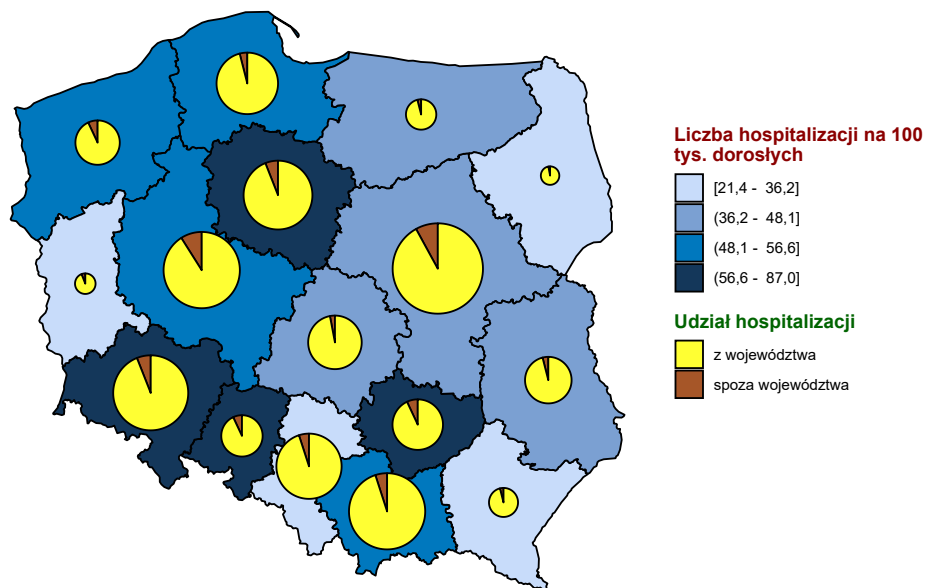 Liczba hospitalizacji na 100
tys. dorosłych
[21,4 - 36,2]
(36,2 - 48,1]
(48,1 - 56,6]
(56,6 - 87,0]
Udział hospitalizacji
z województwa
spoza województwa